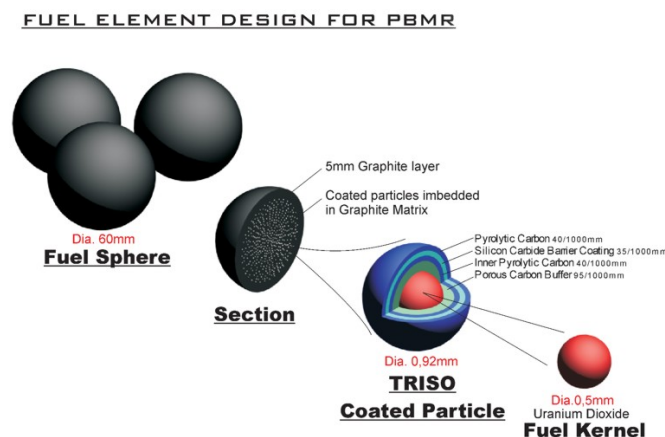 FUEL ELEMENT DESIGN FOR PBMR
5mm Graphite layer
Coated particles imbedded
in Graphite Matrix
Dia. 60mm
Fuel Sphere
Section
Pyrolytic Carbon 40/1000mm
Silicon Carbide Barrier Coating 35/1000mm
Inner Pyrolytic Carbon 40/1000mm
Porous Carbon Buffer 95/1000mm
Dia. 0,92mm
TRISO
Coated Particle
Dia.0,5mm
Uranium Dioxide
Fuel Kernel